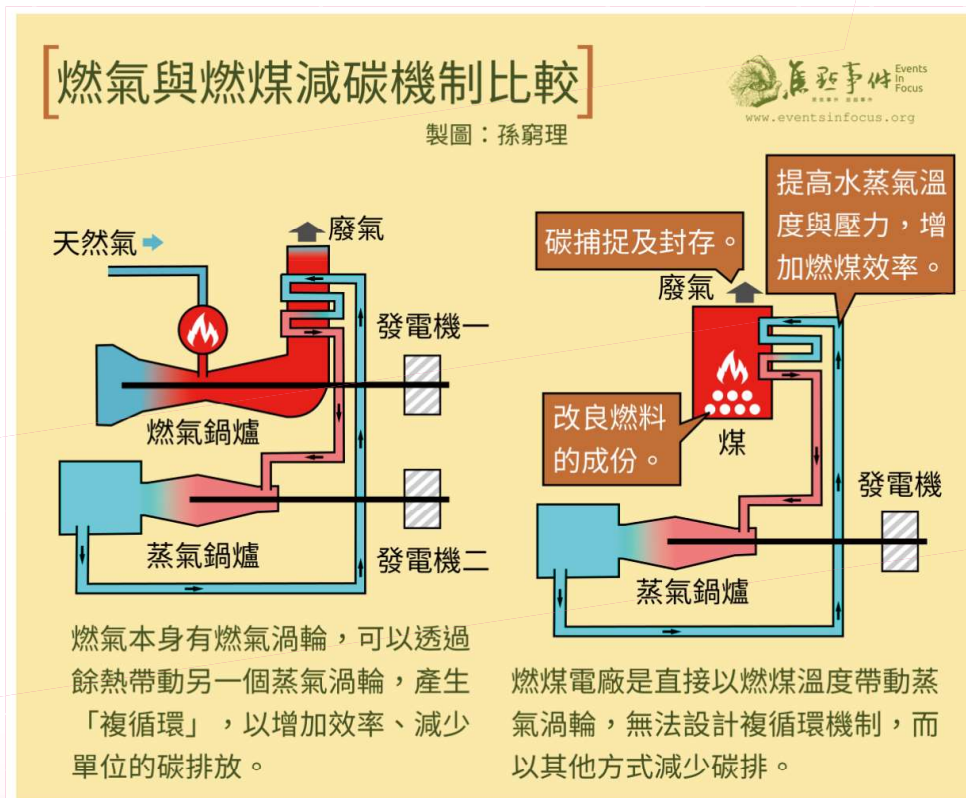 燃氣與燃煤減碳機制比較
製圖：孫窮理
焦點事件
Events
In
Focus
www.eventsinfocus.org
天然氣
廢氣
發電機一
燃氣鍋爐
蒸氣鍋爐
發電機二
燃氣本身有燃氣渦輪，可以透過
餘熱帶動另一個蒸氣渦輪，產生
「複循環」，以增加效率、減少
單位的碳排放。
碳捕捉及封存。
提高水蒸氣溫
度與壓力，增
加燃煤效率。
廢氣
改良燃料
的成份。
煤
發電機
蒸氣鍋爐
燃煤電廠是直接以燃煤溫度帶動蒸
氣渦輪，無法設計複循環機制，而
以其他方式減少碳排。